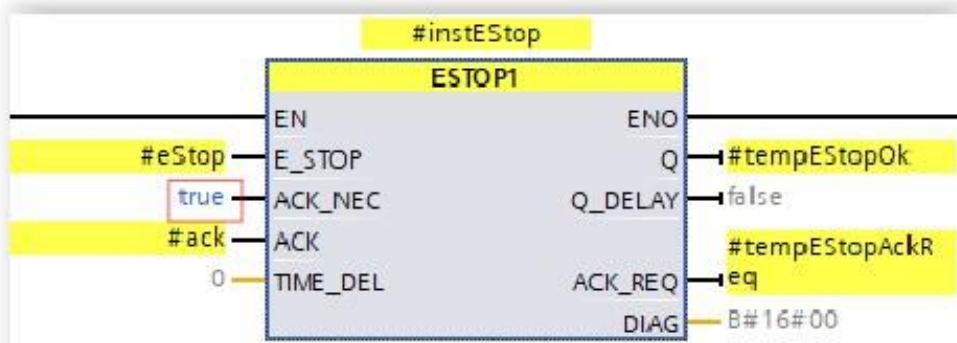 #instEStop
ESTOP1
EN ENO
#eStop E_STOP Q #tempEStopOk
true ACK_NEC Q_DELAY false
#ack ACK
#tempEStopAckR
0 TIME_DEL ACK_REQ eq
DIAG B#16#00